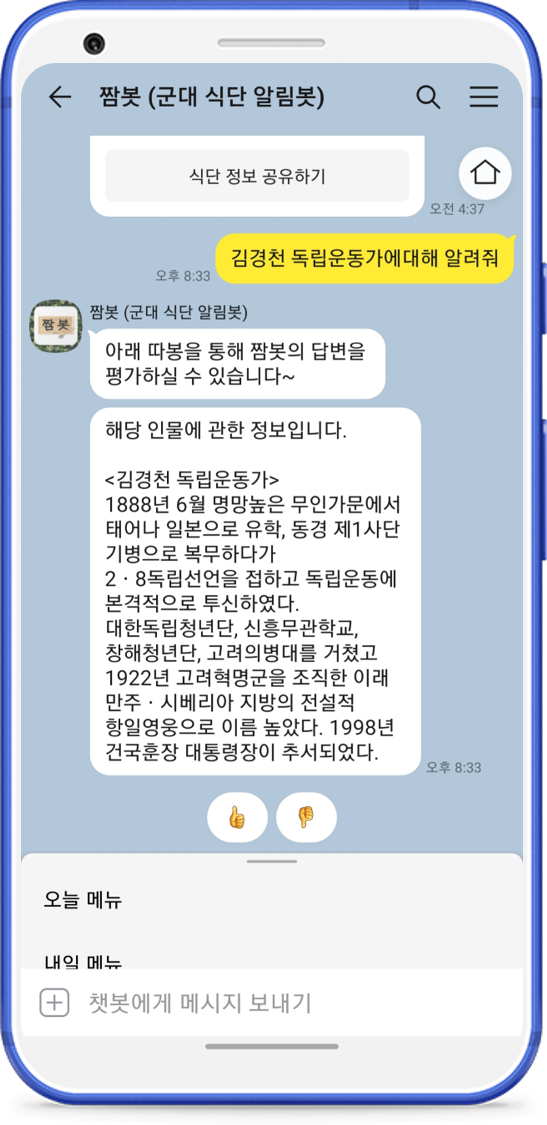 짬봇 (군대 식단 알림봇)
식단 정보 공유하기
오전 4:37
김경천 독립운동가에대해 알려줘
오후 8:33
짬봇
짬봇 (군대 식단 알림봇)
아래 따봉을 통해 짬봇의 답변을
평가하실 수 있습니다~
해당 인물에 관한 정보입니다.
<김경천 독립운동가>
1888년 6월 명망높은 무인가문에서
태어나 일본으로 유학, 동경 제1사단
기병으로 복무하다가
2 · 8독립선언을 접하고 독립운동에
본격적으로 투신하였다.
대한독립청년단, 신흥무관학교,
창해청년단, 고려의병대를 거쳤고
1922년 고려혁명군을 조직한 이래
만주 · 시베리아 지방의 전설적
항일영웅으로 이름 높았다. 1998년
건국훈장 대통령장이 추서되었다.
오후 8:33
오늘 메뉴
내일 메뉴
챗봇에게 메시지 보내기